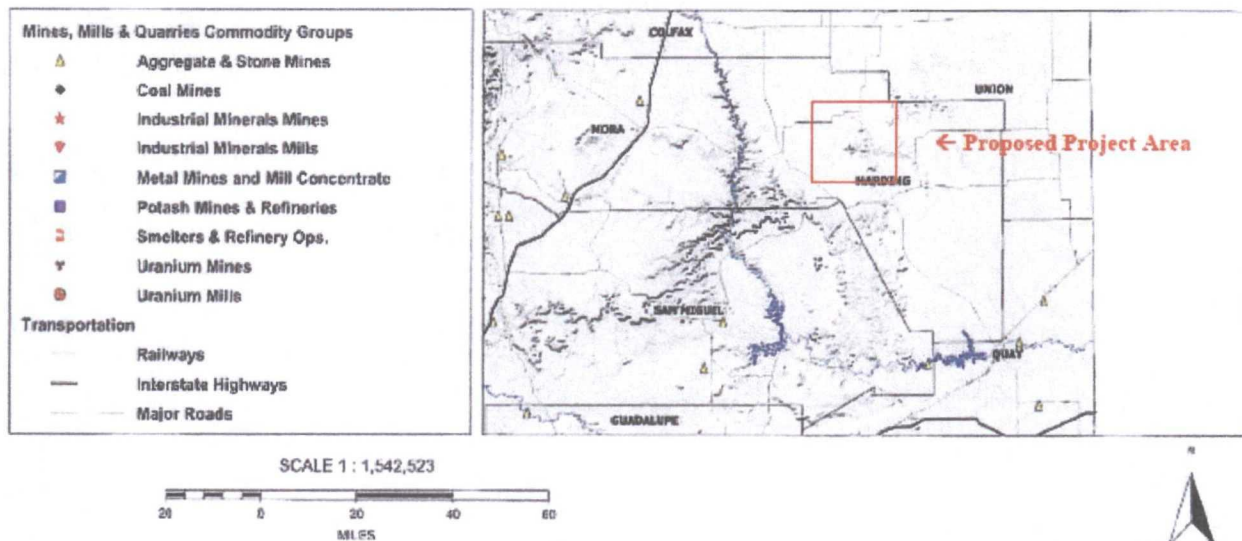 Mines, Mills & Quarries Commodity Groups
Aggregate & Stone Mines
Coal Mines
Industrial Minerals Mines
Industrial Minerals Mills
Metal Mines and Mill Concentrate
Potash Mines & Refineries
Smelters & Refinery Ops.
Uranium Mines
Uranium Mills
Transportation
Railways
Interstate Highways
Major Roads
COLFAX
UNION
MORA
← Proposed Project Area
HARDING
SAN MIGUEL
QUAY
GUADALUPE
SCALE 1 : 1,542,523
20 0 20 40 60
MILES
N